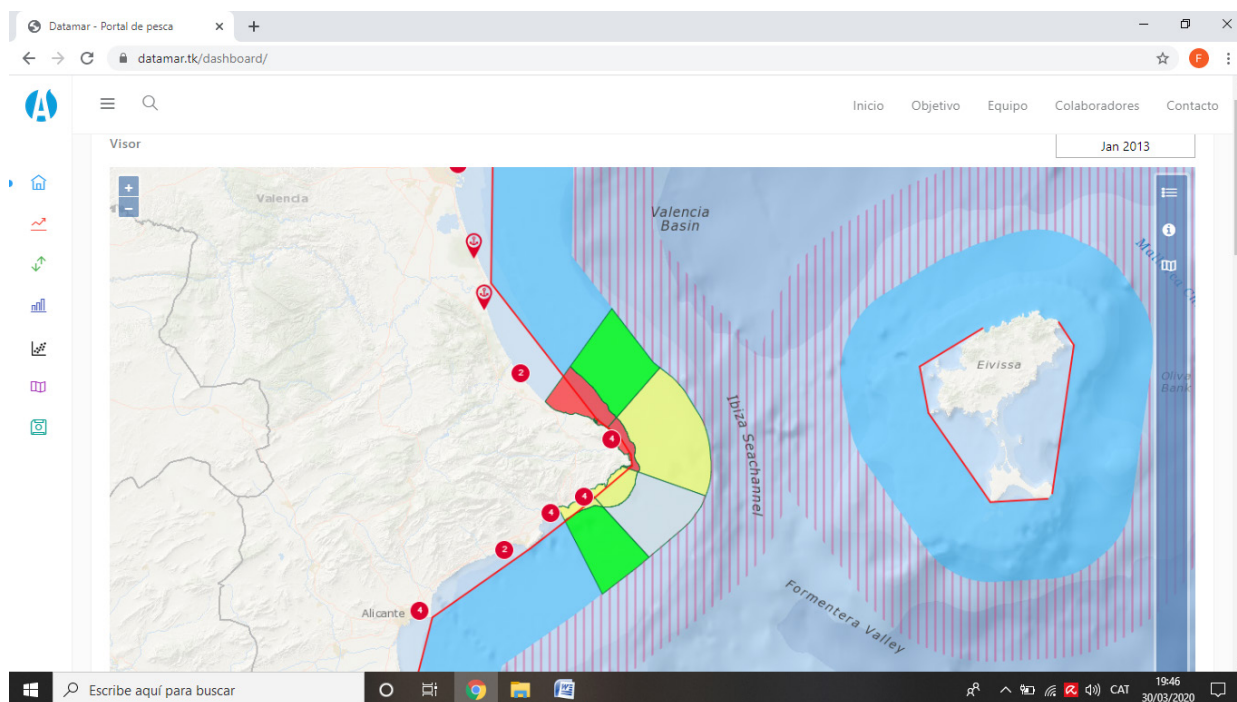 Datamar - Portal de pesca
datamar.tk/dashboard/
F
Inicio Objetivo Equipo Colaboradores Contacto
Visor
Jan 2013
+
−
Valencia
Valencia
Basin
Eivissa
Oliva
Bank
2
Ibiza Seachannel
4
4
4
2
Formentera Valley
Alicante
4
Escribe aquí para buscar
CAT
19:46
30/03/2020